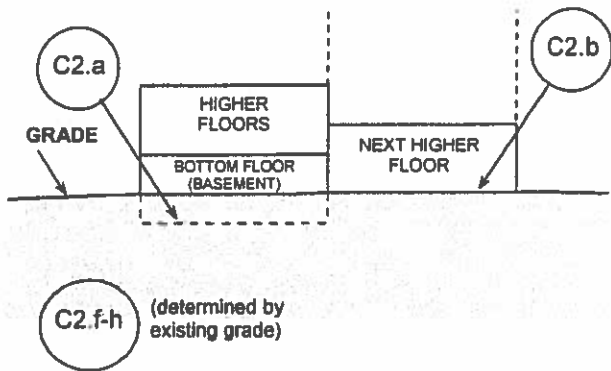 C2.a
C2.b
HIGHER
FLOORS
GRADE
NEXT HIGHER
FLOOR
BOTTOM FLOOR
(BASEMENT)
C2.f-h
(determined by
existing grade)